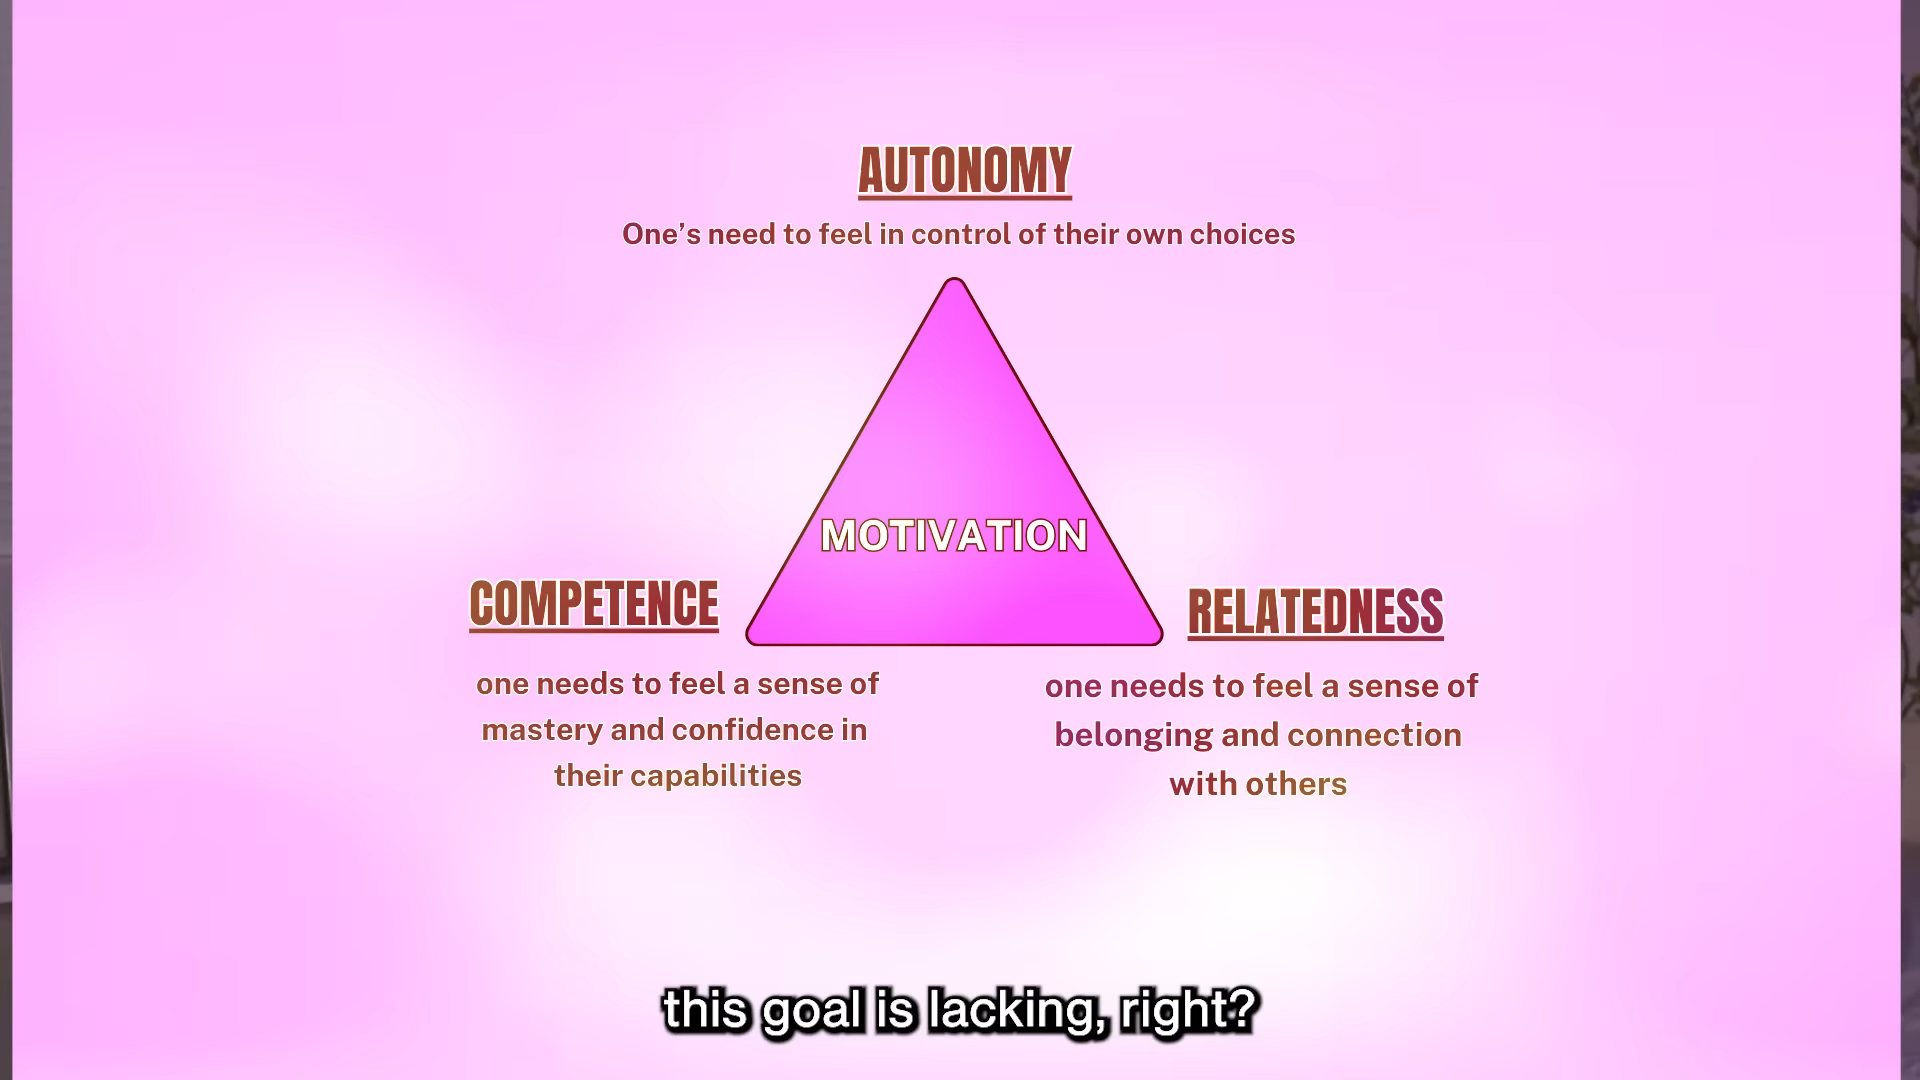 AUTONOMY
One’s need to feel in control of their own choices
MOTIVATION
COMPETENCE
one needs to feel a sense of
mastery and confidence in
their capabilities
RELATEDNESS
one needs to feel a sense of
belonging and connection
with others
this goal is lacking, right?